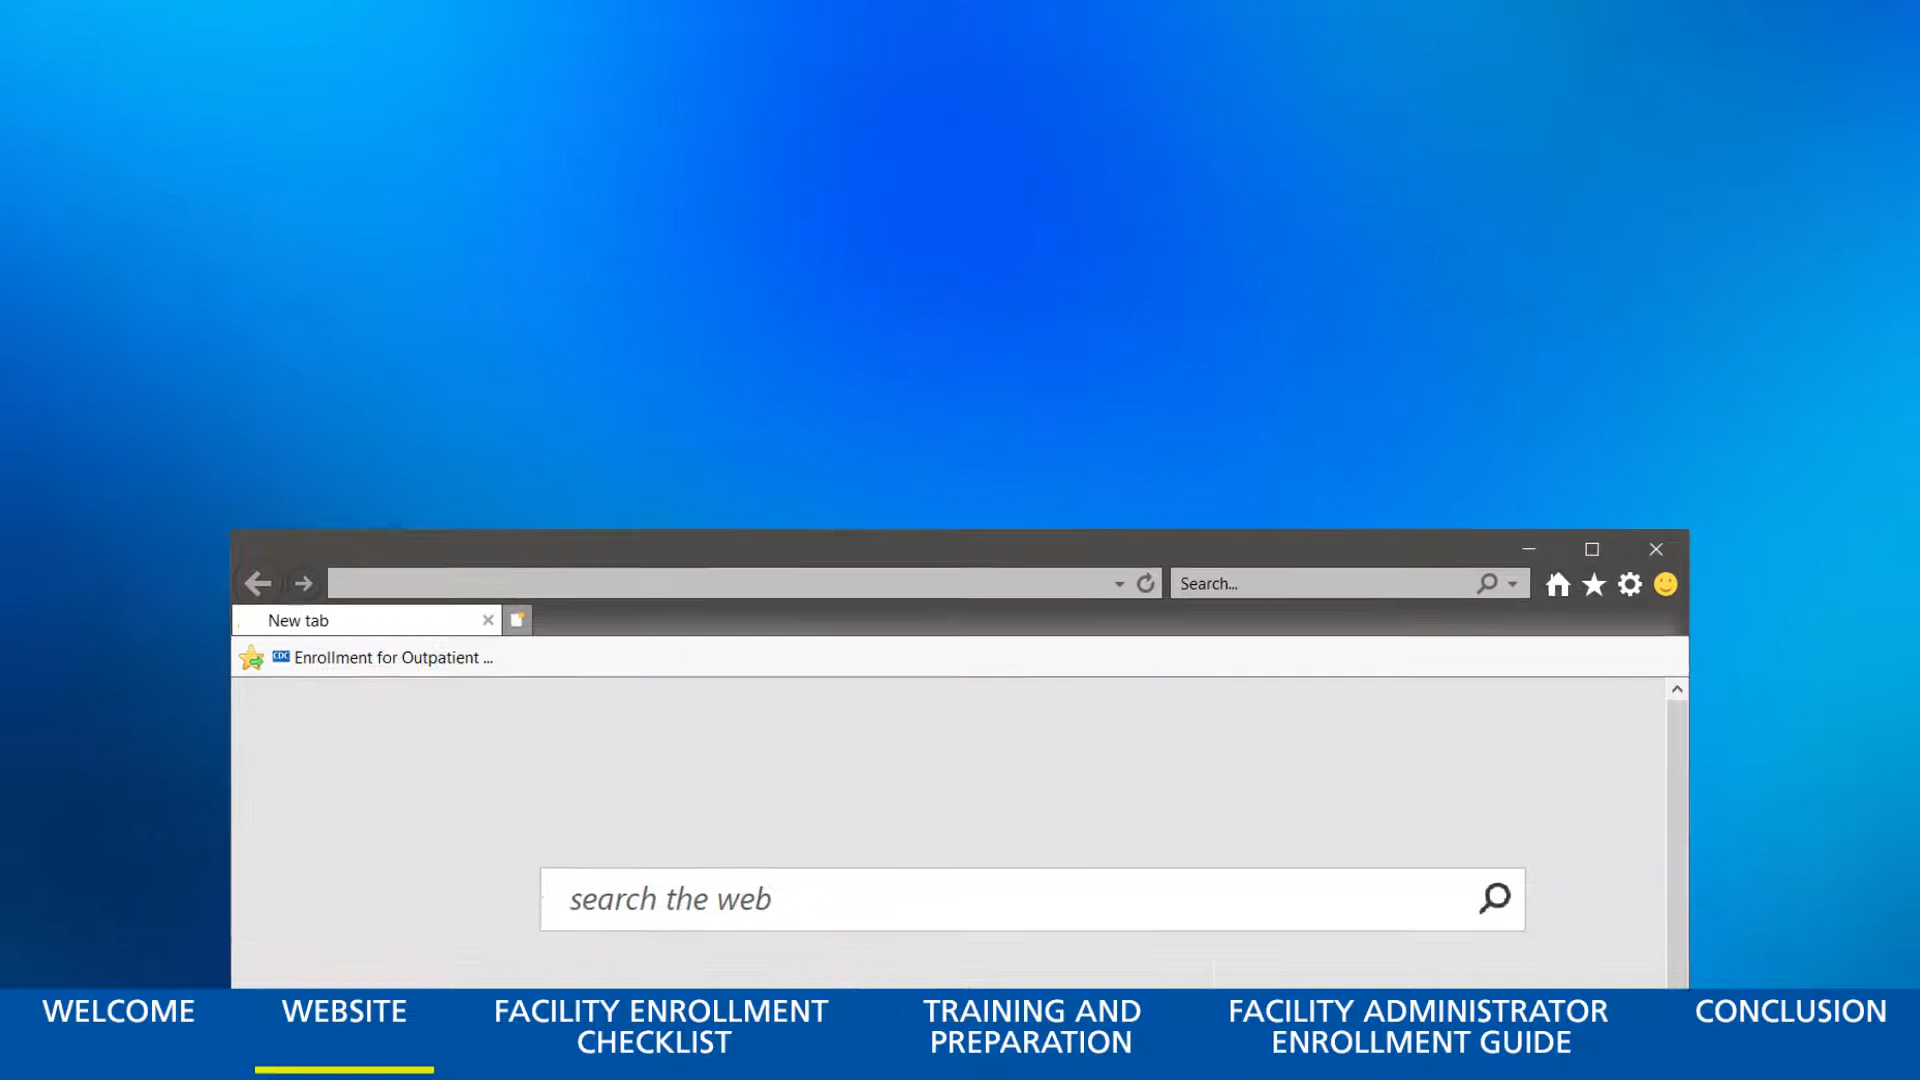 Search...
New tab
CDC Enrollment for Outpatient ...
search the web
WELCOME
WEBSITE
FACILITY ENROLLMENT
CHECKLIST
TRAINING AND
PREPARATION
FACILITY ADMINISTRATOR
ENROLLMENT GUIDE
CONCLUSION